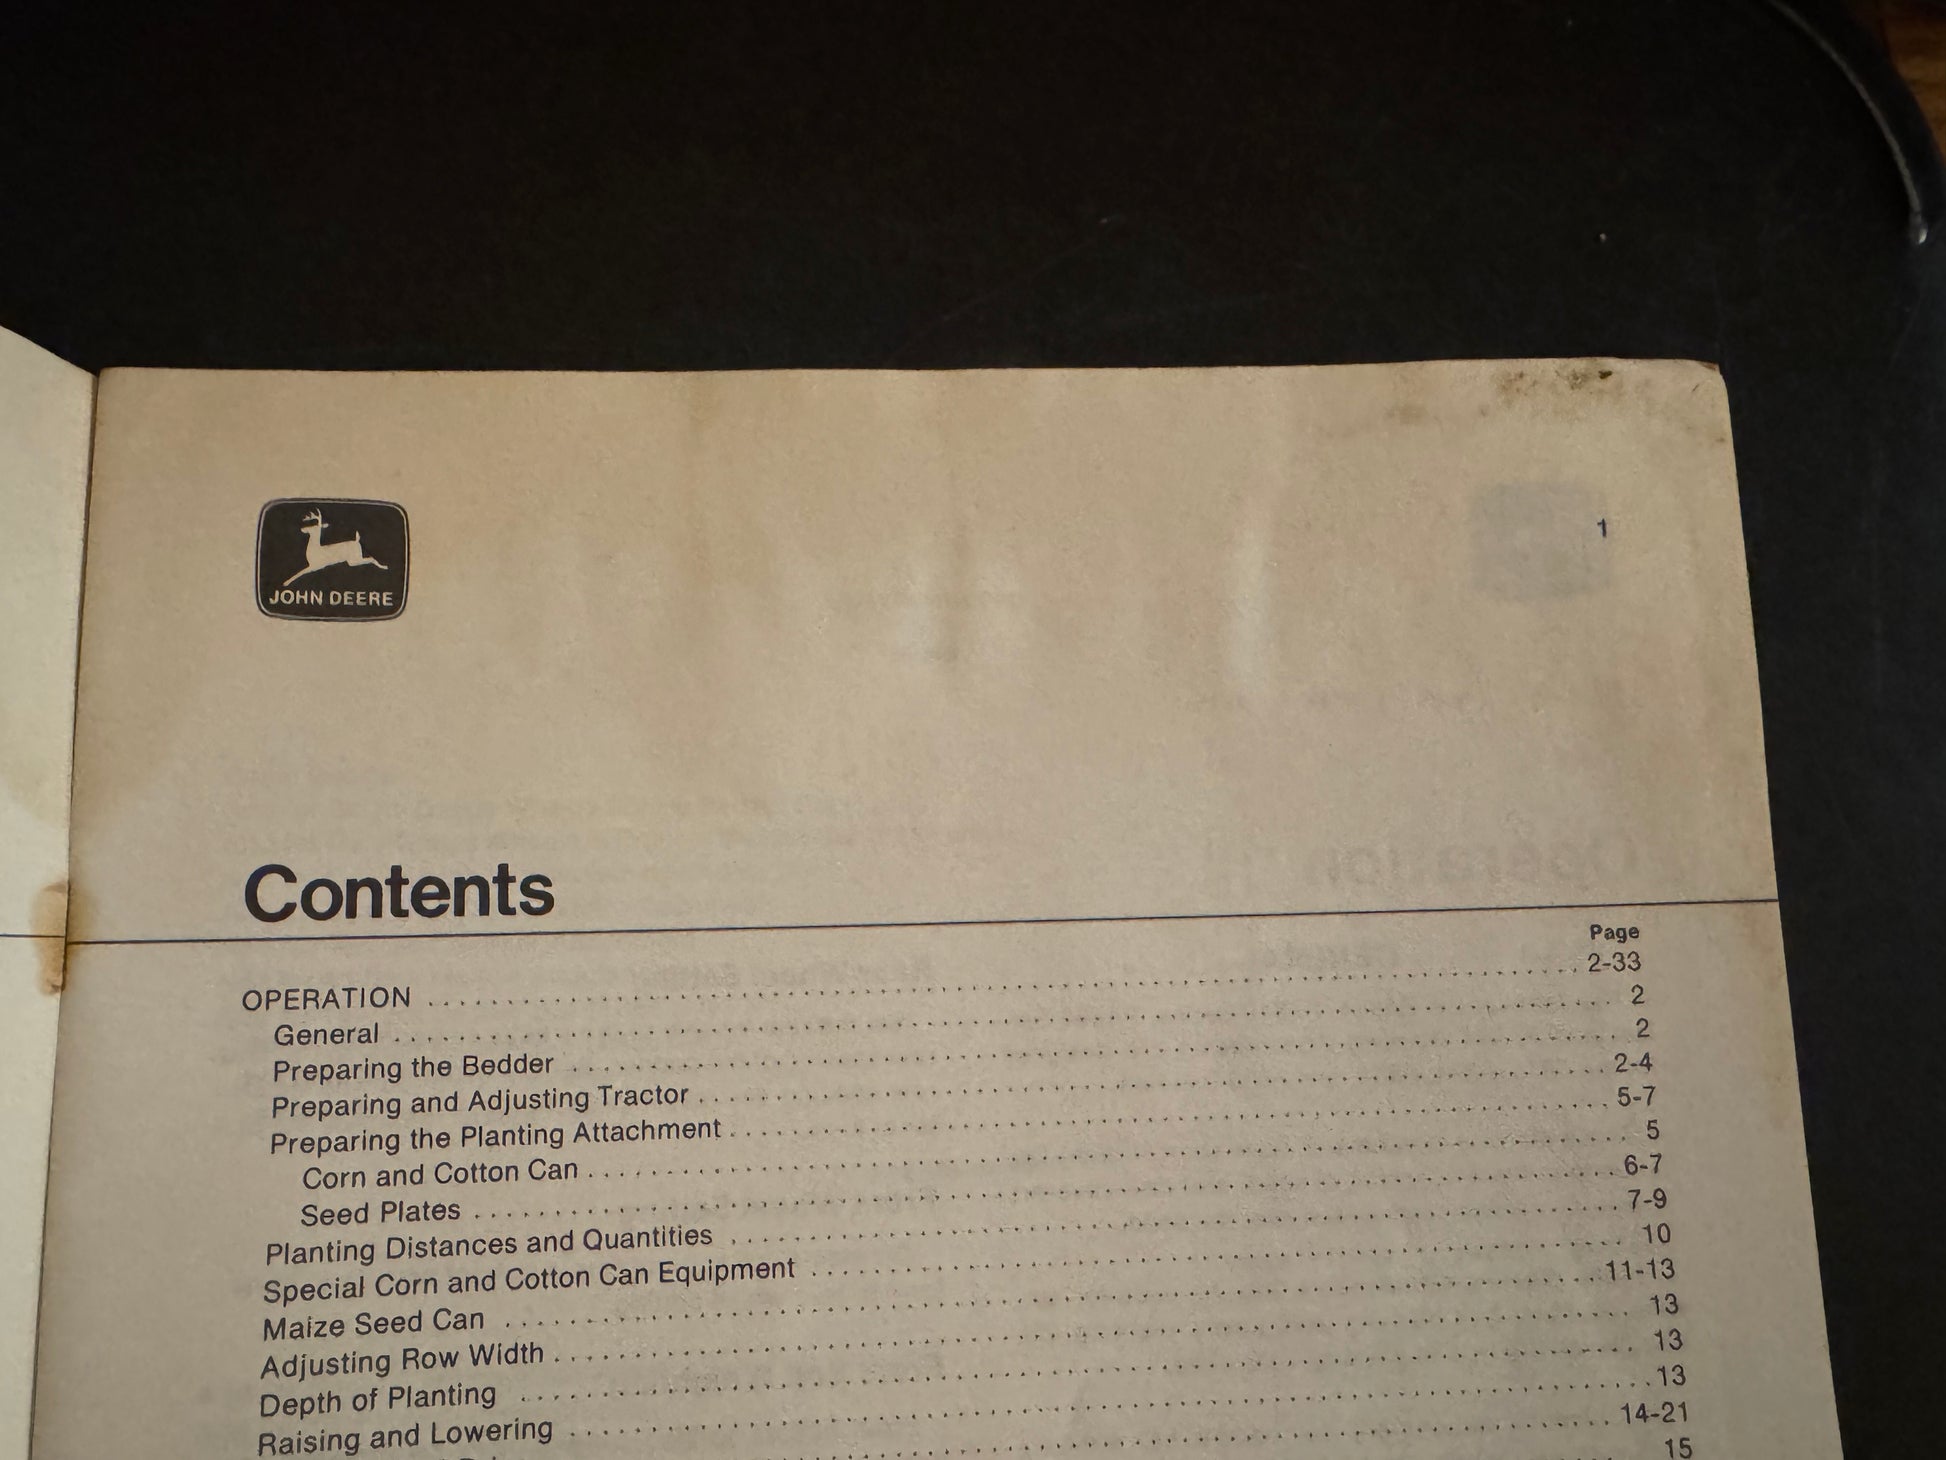 JOHN DEERE
1
Contents
Page
OPERATION 2-33
General 2
Preparing the Bedder 2
Preparing and Adjusting Tractor 2-4
Preparing the Planting Attachment 5-7
Corn and Cotton Can 5
Seed Plates 6-7
Planting Distances and Quantities 7-9
Special Corn and Cotton Can Equipment 10
Maize Seed Can 11-13
Adjusting Row Width 13
Depth of Planting 13
Raising and Lowering 13
14-21
15